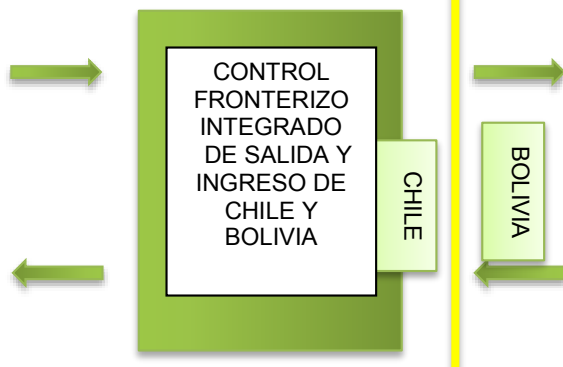 CONTROL
FRONTERIZO
INTEGRADO
DE SALIDA Y
INGRESO DE
CHILE Y
BOLIVIA
CHILE
BOLIVIA